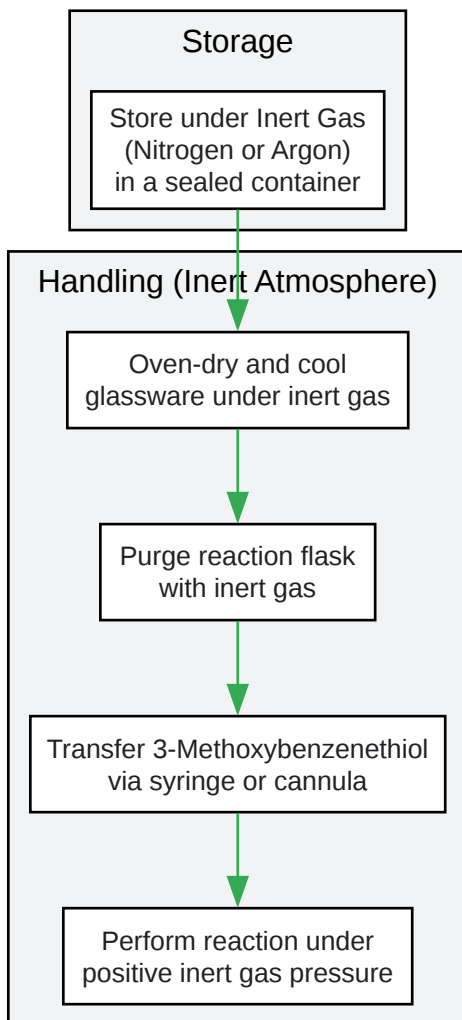 Storage
Store under Inert Gas
(Nitrogen or Argon)
in a sealed container
Handling (Inert Atmosphere)
Oven-dry and cool
glassware under inert gas
Purge reaction flask
with inert gas
Transfer 3-Methoxybenzenethiol
via syringe or cannula
Perform reaction under
positive inert gas pressure